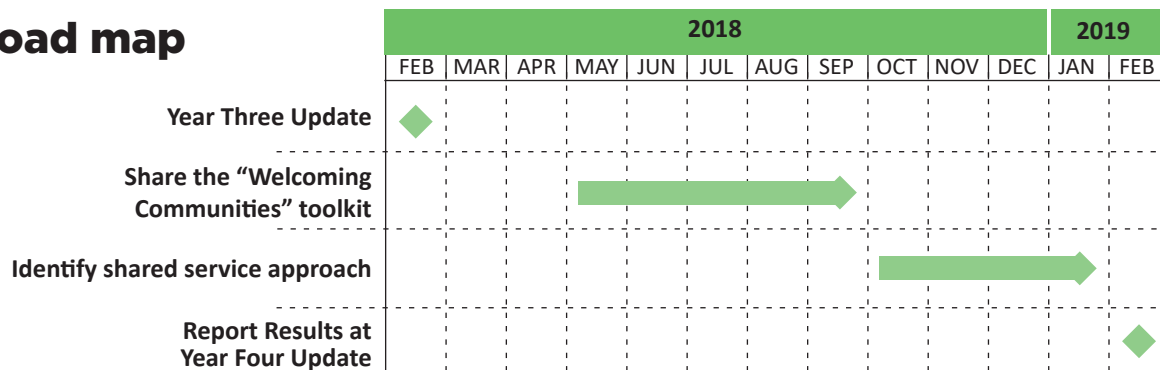 oad map
2018 2019
FEB MAR APR MAY JUN JUL AUG SEP OCT NOV DEC JAN FEB
Year Three Update
Share the “Welcoming
Communities” toolkit
Identify shared service approach
Report Results at
Year Four Update